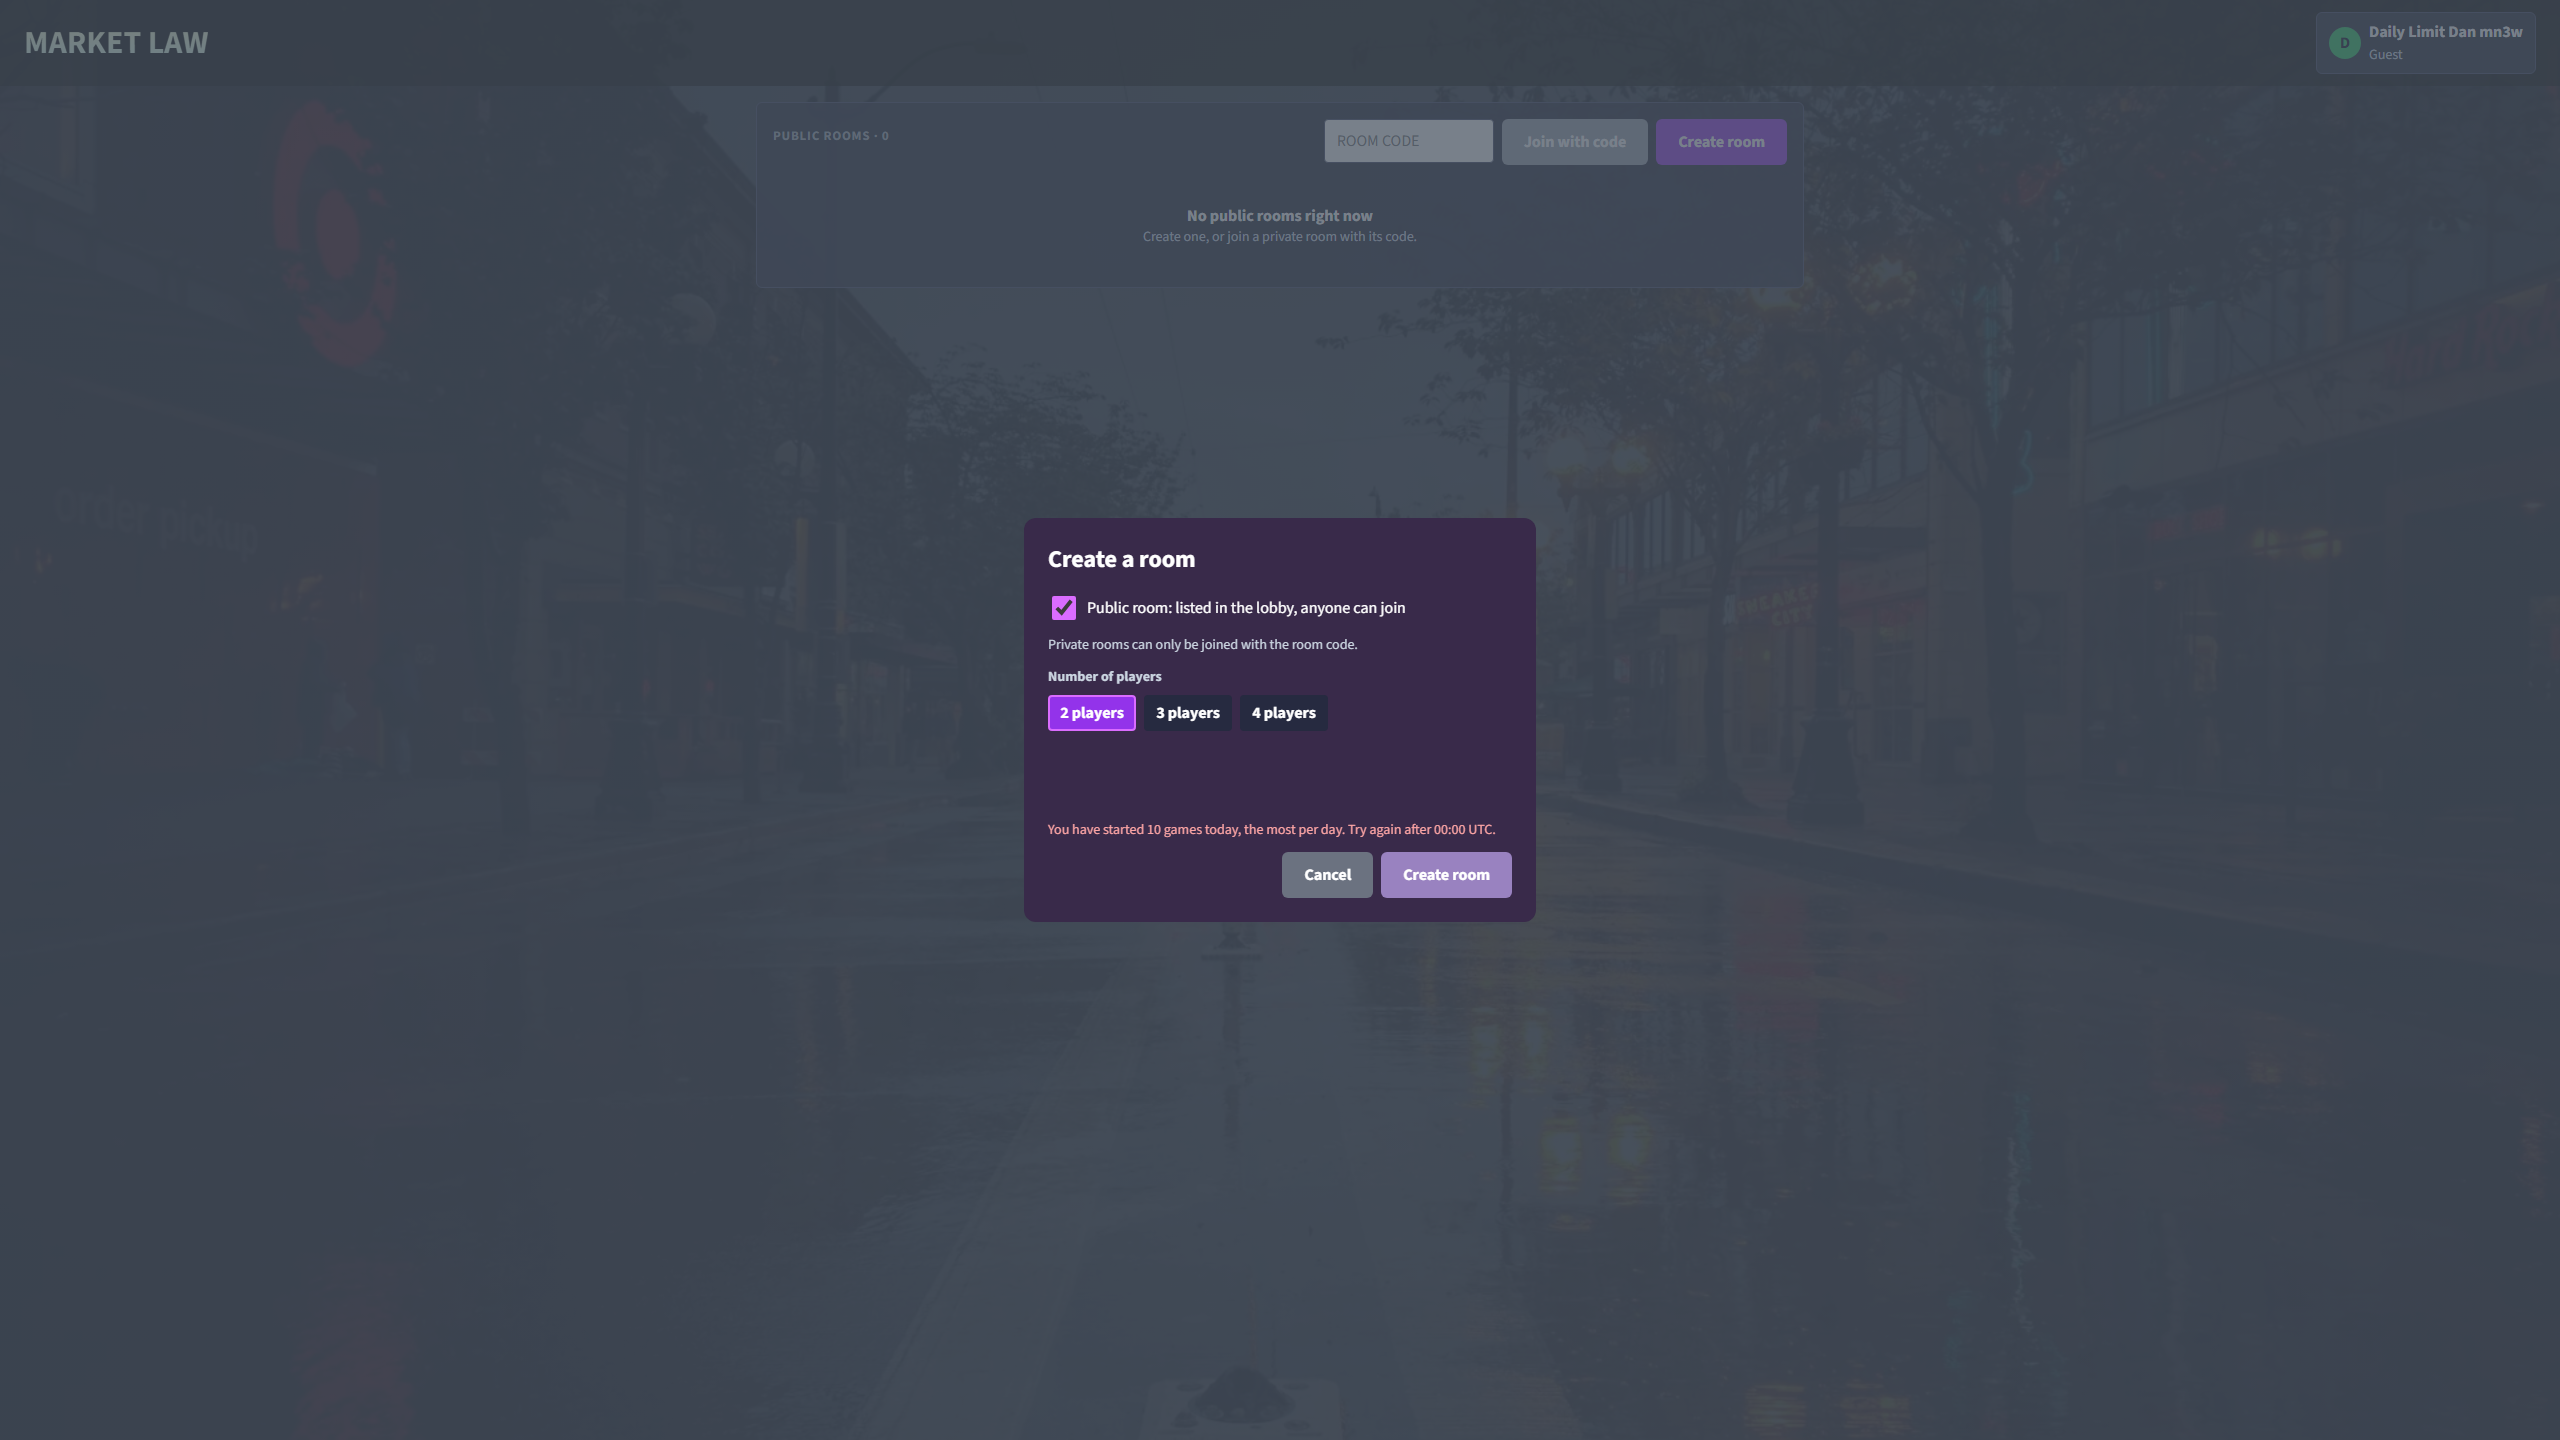 MARKET LAW
D
Daily Limit Dan mn3w
Guest
PUBLIC ROOMS · 0
ROOM CODE
Join with code
Create room
No public rooms right now
Create one, or join a private room with its code.
order pickup
SNEAKER
CITY
Create a room
Public room: listed in the lobby, anyone can join
Private rooms can only be joined with the room code.
Number of players
2 players
3 players
4 players
You have started 10 games today, the most per day. Try again after 00:00 UTC.
Cancel
Create room